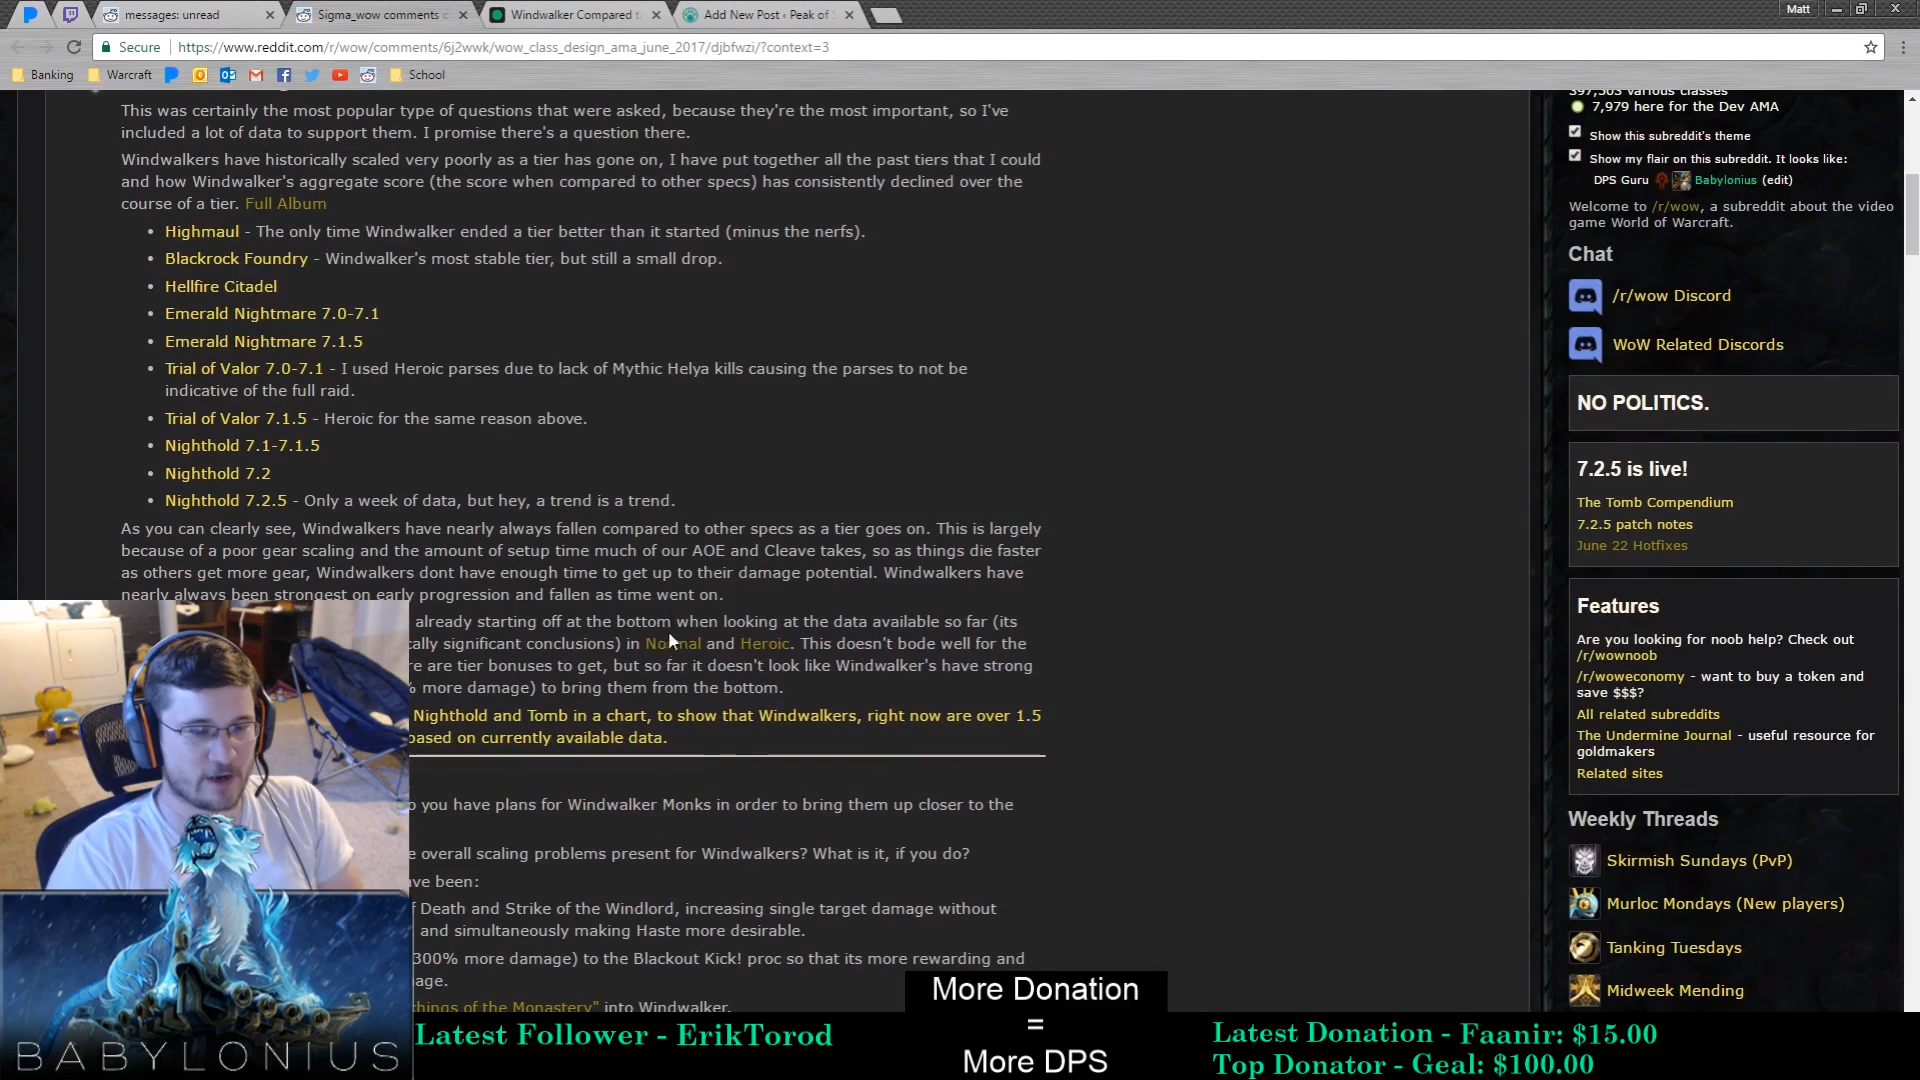 messages: unread
Sigma_wow comments o
Windwalker Compared t
Add New Post ‹ Peak of
Matt
Secure
https://www.reddit.com/r/wow/comments/6j2wwk/wow_class_design_ama_june_2017/djbfwzi/?context=3
Banking
Warcraft
School
This was certainly the most popular type of questions that were asked, because they're the most important, so I've
included a lot of data to support them. I promise there's a question there.
Windwalkers have historically scaled very poorly as a tier has gone on, I have put together all the past tiers that I could
and how Windwalker's aggregate score (the score when compared to other specs) has consistently declined over the
course of a tier. Full Album
• Highmaul - The only time Windwalker ended a tier better than it started (minus the nerfs).
• Blackrock Foundry - Windwalker's most stable tier, but still a small drop.
• Hellfire Citadel
• Emerald Nightmare 7.0-7.1
• Emerald Nightmare 7.1.5
• Trial of Valor 7.0-7.1 - I used Heroic parses due to lack of Mythic Helya kills causing the parses to not be
indicative of the full raid.
• Trial of Valor 7.1.5 - Heroic for the same reason above.
• Nighthold 7.1-7.1.5
• Nighthold 7.2
• Nighthold 7.2.5 - Only a week of data, but hey, a trend is a trend.
As you can clearly see, Windwalkers have nearly always fallen compared to other specs as a tier goes on. This is largely
because of a poor gear scaling and the amount of setup time much of our AOE and Cleave takes, so as things die faster
as others get more gear, Windwalkers dont have enough time to get up to their damage potential. Windwalkers have
nearly always been strongest on early progression and fallen as time went on.
already starting off at the bottom when looking at the data available so far (its
cally significant conclusions) in Normal and Heroic. This doesn't bode well for the
re are tier bonuses to get, but so far it doesn't look like Windwalker's have strong
% more damage) to bring them from the bottom.
Nighthold and Tomb in a chart, to show that Windwalkers, right now are over 1.5
based on currently available data.
o you have plans for Windwalker Monks in order to bring them up closer to the
e overall scaling problems present for Windwalkers? What is it, if you do?
ave been:
f Death and Strike of the Windlord, increasing single target damage without
and simultaneously making Haste more desirable.
300% more damage) to the Blackout Kick! proc so that its more rewarding and
age.
chings of the Monastery" into Windwalker.
397,503 various classes
7,979 here for the Dev AMA
Show this subreddit's theme
Show my flair on this subreddit. It looks like:
DPS Guru Babylonius (edit)
Welcome to /r/wow, a subreddit about the video
game World of Warcraft.
Chat
/r/wow Discord
WoW Related Discords
NO POLITICS.
7.2.5 is live!
The Tomb Compendium
7.2.5 patch notes
June 22 Hotfixes
Features
Are you looking for noob help? Check out
/r/wownoob
/r/woweconomy - want to buy a token and
save $$$?
All related subreddits
The Undermine Journal - useful resource for
goldmakers
Related sites
Weekly Threads
Skirmish Sundays (PvP)
Murloc Mondays (New players)
Tanking Tuesdays
Midweek Mending
BABYLONIUS
Latest Follower - ErikTorod
More Donation
=
More DPS
Latest Donation - Faanir: $15.00
Top Donator - Geal: $100.00